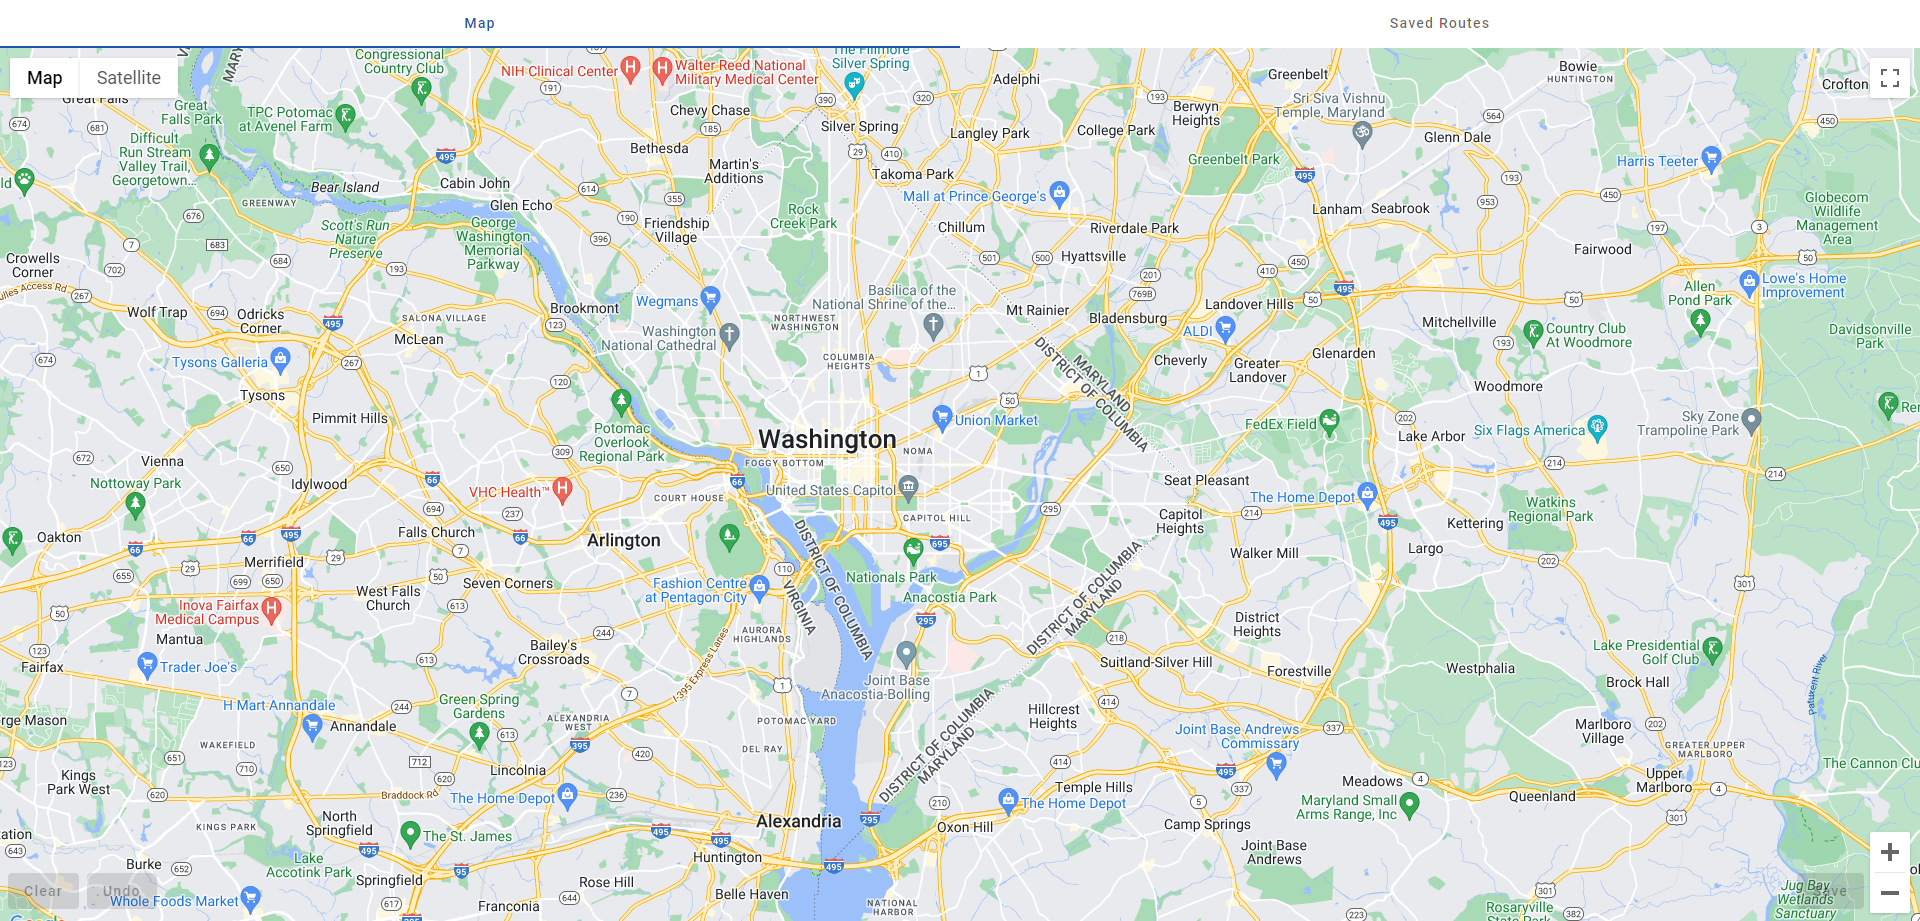 Map
Saved Routes
Map
Satellite
Great Falls
Great
Falls Park
TPC Potomac
at Avenel Farm
Congressional
Country Club
NIH Clinical Center
Walter Reed National
Military Medical Center
The Fillmore
Silver Spring
Adelphi
Greenbelt
Bowie
HUNTINGTON
Crofton
Chevy Chase
Silver Spring
Langley Park
College Park
Berwyn
Heights
Sri Siva Vishnu
Temple, Maryland
Glenn Dale
Difficult
Run Stream
Valley Trail,
Georgetown...
Bethesda
Martin's
Additions
Takoma Park
Greenbelt Park
Harris Teeter
Bear Island
Cabin John
Glen Echo
GREENWAY
Mall at Prince George's
Lanham
Seabrook
Globecom
Wildlife
Management
Area
Scott's Run
Nature
Preserve
George
Washington
Memorial
Parkway
Friendship
Village
Rock
Creek Park
Chillum
Riverdale Park
Hyattsville
Fairwood
Crowells
Corner
Wolf Trap
Odricks
Corner
SALONA VILLAGE
McLean
Brookmont
Wegmans
Basilica of the
National Shrine of the...
Washington
National Cathedral
NORTHWEST
WASHINGTON
Mt Rainier
Bladensburg
Landover Hills
ALDI
Mitchellville
Allen
Pond Park
Lowe's Home
Improvement
Country Club
At Woodmore
Davidsonville
Park
Tysons Galleria
Tysons
COLUMBIA
HEIGHTS
MARYLAND
DISTRICT OF COLUMBIA
Cheverly
Greater
Landover
Glenarden
Woodmore
Pimmit Hills
Potomac
Overlook
Regional Park
Washington
Union Market
FedEx Field
Lake Arbor
Six Flags America
Sky Zone
Trampoline Park
Vienna
Nottoway Park
Idylwood
FOGGY BOTTOM
NOMA
VHC Health™
COURT HOUSE
United States Capitol
CAPITOL HILL
Seat Pleasant
Capitol
Heights
The Home Depot
Kettering
Watkins
Regional Park
Oakton
Merrifield
Falls Church
Arlington
Walker Mill
Largo
West Falls
Church
Seven Corners
Fashion Centre
at Pentagon City
Nationals Park
Anacostia Park
DISTRICT OF COLUMBIA
VIRGINIA
DISTRICT OF COLUMBIA
MARYLAND
Inova Fairfax
Medical Campus
Mantua
Bailey's
Crossroads
AURORA
HIGHLANDS
District
Heights
Fairfax
Trader Joe's
I-395 Express Lanes
Joint Base
Anacostia-Bolling
Suitland-Silver Hill
Forestville
Westphalia
Lake Presidential
Golf Club
Brock Hall
Patuxent River
H Mart Annandale
Annandale
Green Spring
Gardens
ALEXANDRIA
WEST
POTOMAC YARD
DEL RAY
DISTRICT OF COLUMBIA
MARYLAND
Hillcrest
Heights
Joint Base Andrews
Commissary
Marlboro
Village
GREATER UPPER
MARLBORO
WAKEFIELD
Kings
Park West
Lincolnia
The Home Depot
Braddock Rd
The Home Depot
Temple Hills
Meadows
Maryland Small
Arms Range, Inc
Queenland
Upper
Marlboro
KINGS PARK
North
Springfield
The St. James
Alexandria
Oxon Hill
Camp Springs
Joint Base
Andrews
Burke
Lake
Accotink Park
Springfield
Huntington
Rose Hill
Belle Haven
Franconia
NATIONAL
HARBOR
Whole Foods Market
Clear
Undo
Save
Jug Bay
Wetlands
Sanctuary
Rosaryville